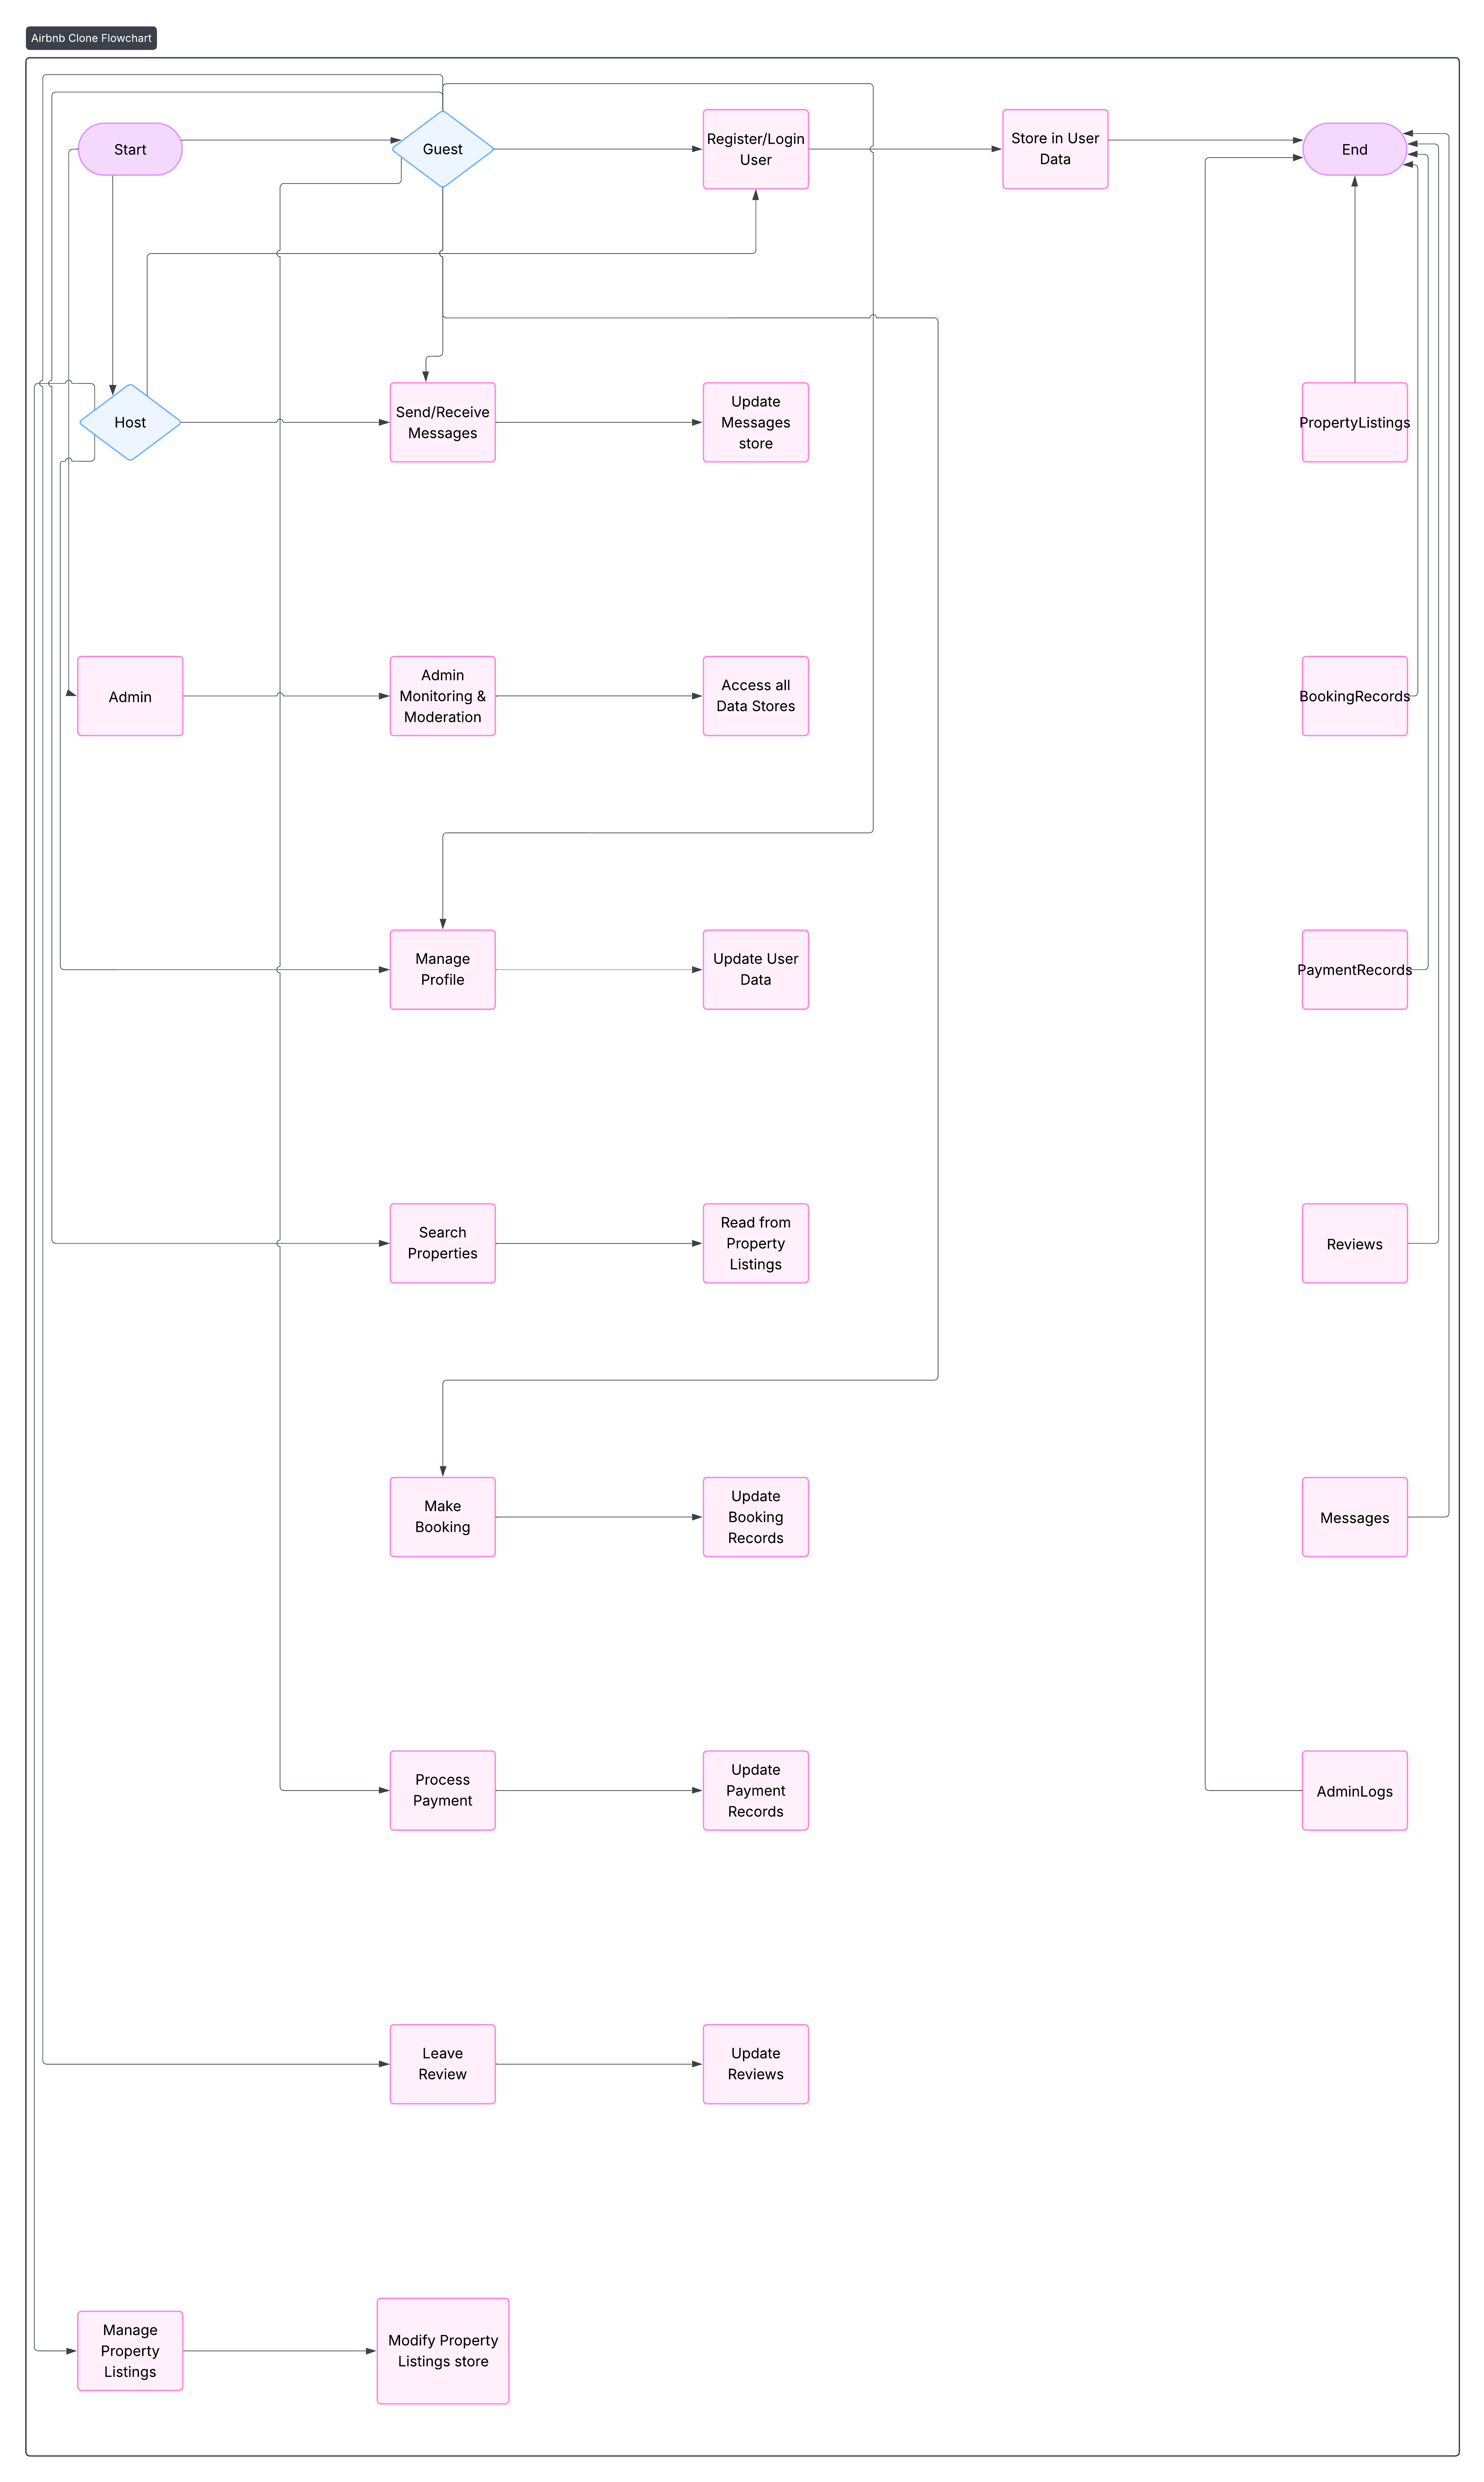 Airbnb Clone Flowchart
Start
Guest
Register/Login
User
Store in User
Data
End
Host
Send/Receive
Messages
Update
Messages
store
PropertyListings
Admin
Admin
Monitoring &
Moderation
Access all
Data Stores
BookingRecords
Manage
Profile
Update User
Data
PaymentRecords
Search
Properties
Read from
Property
Listings
Reviews
Make
Booking
Update
Booking
Records
Messages
Process
Payment
Update
Payment
Records
AdminLogs
Leave
Review
Update
Reviews
Manage
Property
Listings
Modify Property
Listings store